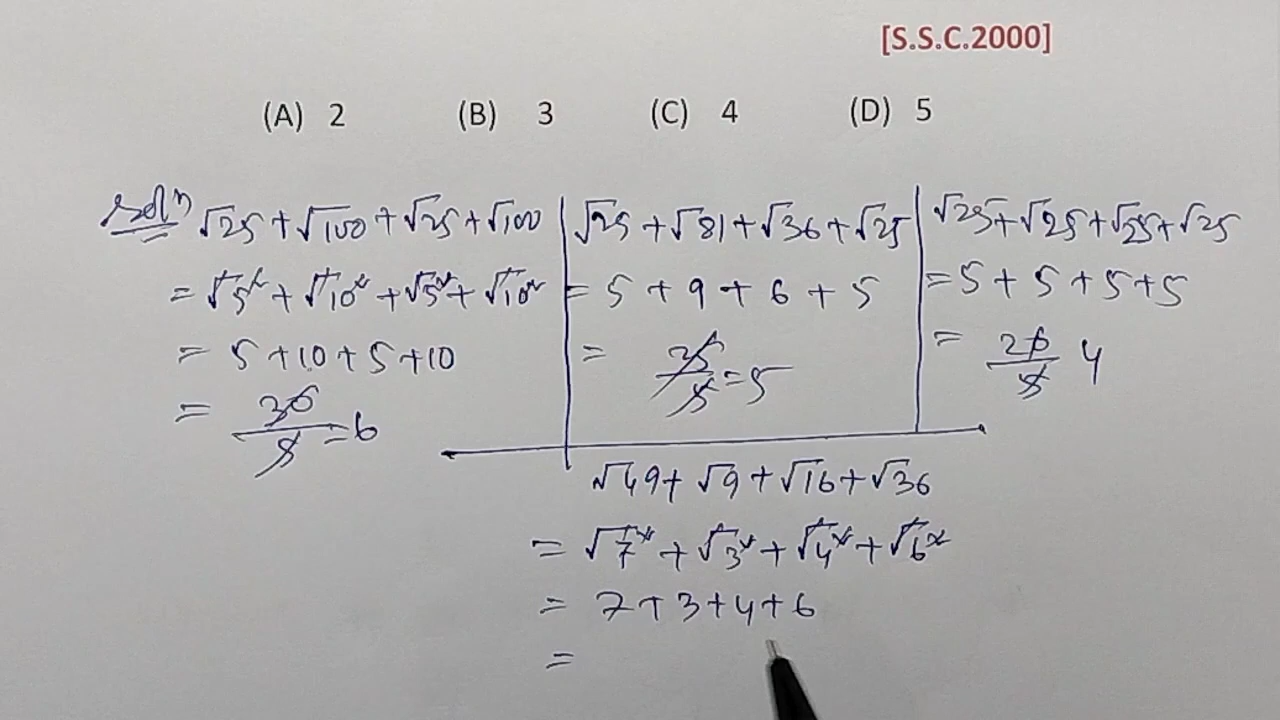 [S.S.C.2000]
(A) 2 (B) 3 (C) 4 (D) 5
Solⁿ √25 + √100 + √25 + √100
= √5² + √10² + √5² + √10²
= 5 + 10 + 5 + 10
= 30/5 = 6
√25 + √81 + √36 + √25
= 5 + 9 + 6 + 5
= 25/5 = 5
√25 + √25 + √25 + √25
= 5 + 5 + 5 + 5
= 20/5 4
√49 + √9 + √16 + √36
= √7² + √3² + √4² + √6²
= 7 + 3 + 4 + 6
=